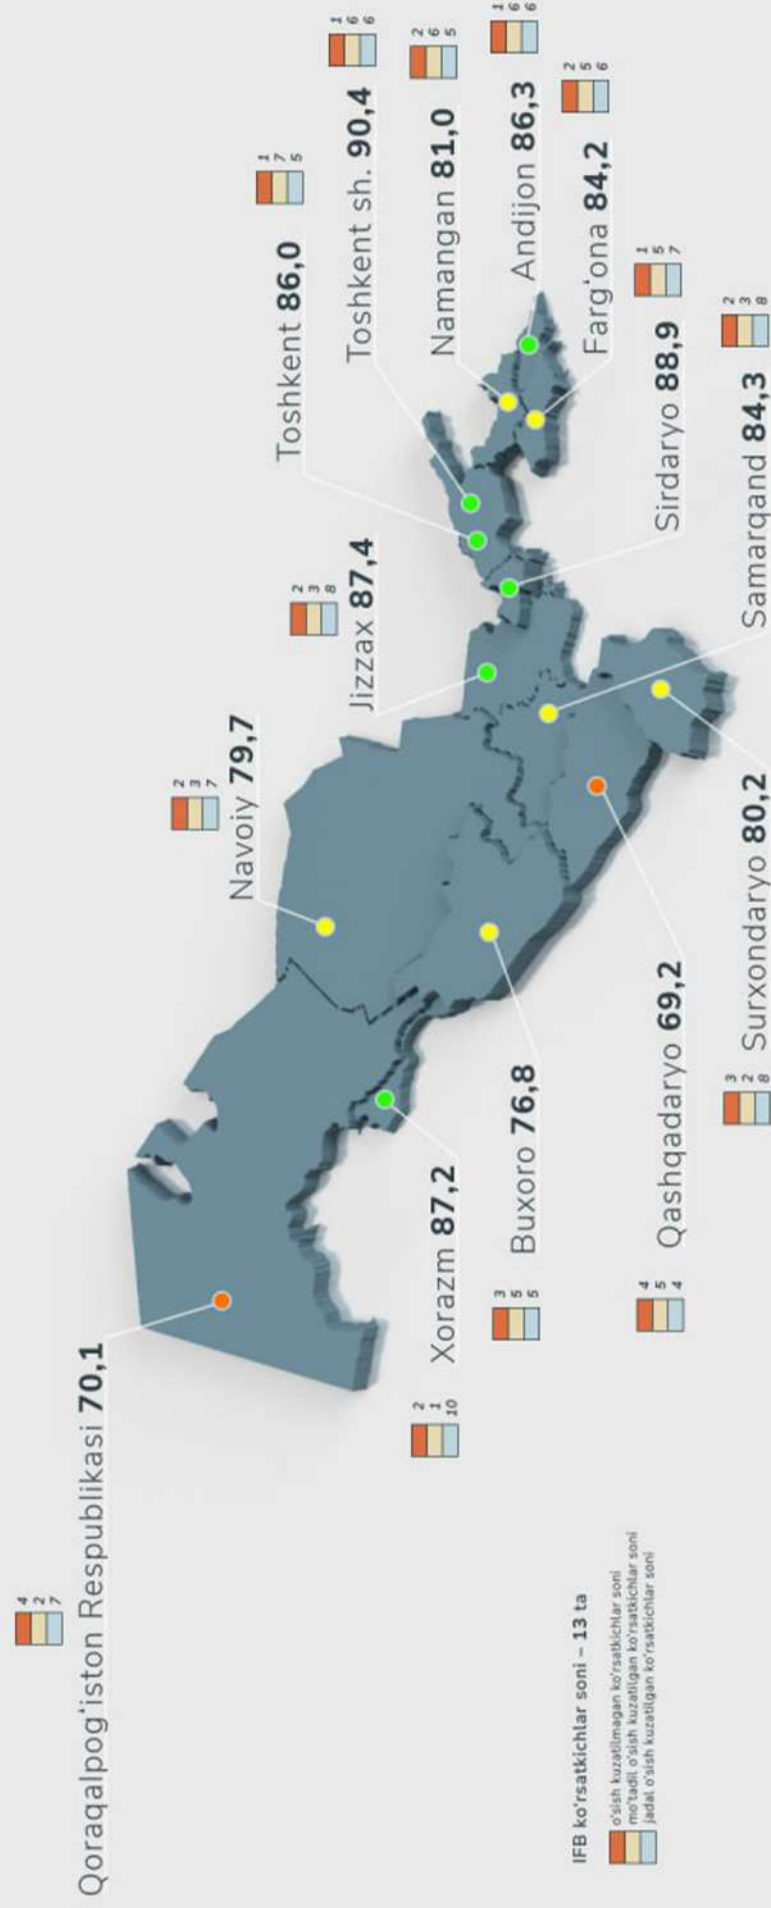 4
2
7
Qoraqalpog‘iston Respublikasi 70,1
2
3
7
Navoiy 79,7
2
3
8
Jizzax 87,4
1
7
5
Toshkent 86,0
1
6
6
Toshkent sh. 90,4
2
6
5
Namangan 81,0
1
6
6
Andijon 86,3
2
5
6
Farg‘ona 84,2
1
5
7
Sirdaryo 88,9
2
3
8
Samarqand 84,3
2
1
10
Xorazm 87,2
3
5
5
Buxoro 76,8
4
5
4
Qashqadaryo 69,2
3
2
8
Surxondaryo 80,2
IFB ko‘rsatkichlar soni – 13 ta
o‘sish kuzatilmagan ko‘rsatkichlar soni
mo‘tadil o‘sish kuzatilgan ko‘rsatkichlar soni
jadal o‘sish kuzatilgan ko‘rsatkichlar soni